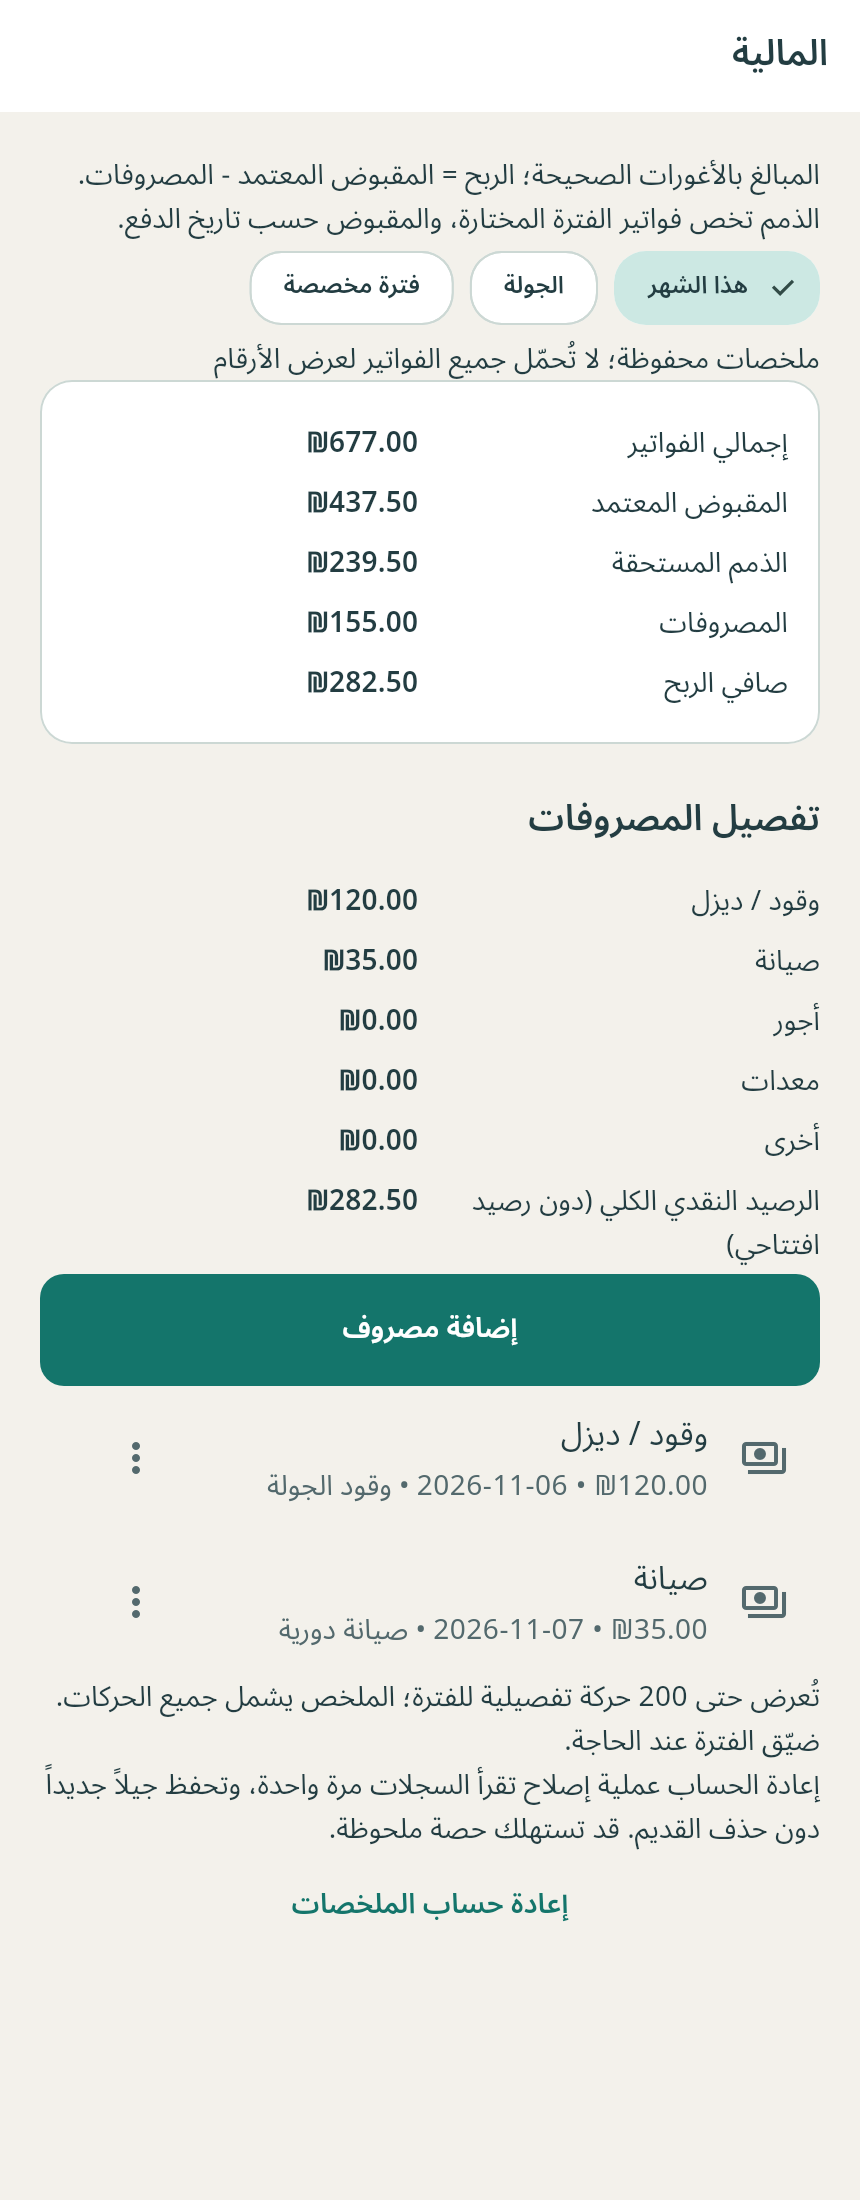 المالية
المبالغ بالأغورات الصحيحة؛ الربح = المقبوض المعتمد - المصروفات.
الذمم تخص فواتير الفترة المختارة، والمقبوض حسب تاريخ الدفع.
هذا الشهر
الجولة
فترة مخصصة
ملخصات محفوظة؛ لا تُحمّل جميع الفواتير لعرض الأرقام
إجمالي الفواتير ₪677.00
المقبوض المعتمد ₪437.50
الذمم المستحقة ₪239.50
المصروفات ₪155.00
صافي الربح ₪282.50
تفصيل المصروفات
وقود / ديزل ₪120.00
صيانة ₪35.00
أجور ₪0.00
معدات ₪0.00
أخرى ₪0.00
الرصيد النقدي الكلي (دون رصيد ₪282.50
افتتاحي)
إضافة مصروف
وقود / ديزل
₪120.00 • 2026-11-06 • وقود الجولة
صيانة
₪35.00 • 2026-11-07 • صيانة دورية
تُعرض حتى 200 حركة تفصيلية للفترة؛ الملخص يشمل جميع الحركات.
ضيّق الفترة عند الحاجة.
إعادة الحساب عملية إصلاح تقرأ السجلات مرة واحدة، وتحفظ جيلاً جديداً
دون حذف القديم. قد تستهلك حصة ملحوظة.
إعادة حساب الملخصات